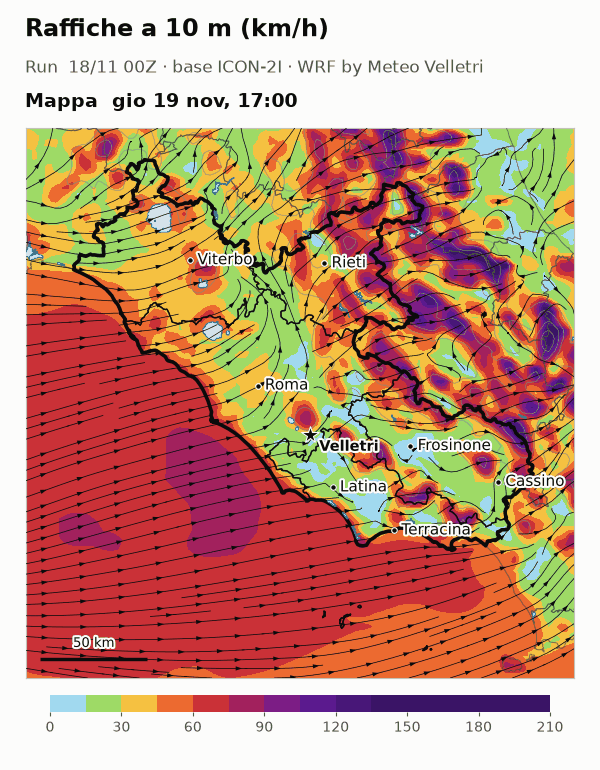 Raffiche a 10 m (km/h)
Run 18/11 00Z · base ICON-2I · WRF by Meteo Velletri
Mappa gio 19 nov, 17:00
Viterbo
Rieti
Roma
Velletri
Frosinone
Latina
Cassino
Terracina
50 km
0 30 60 90 120 150 180 210